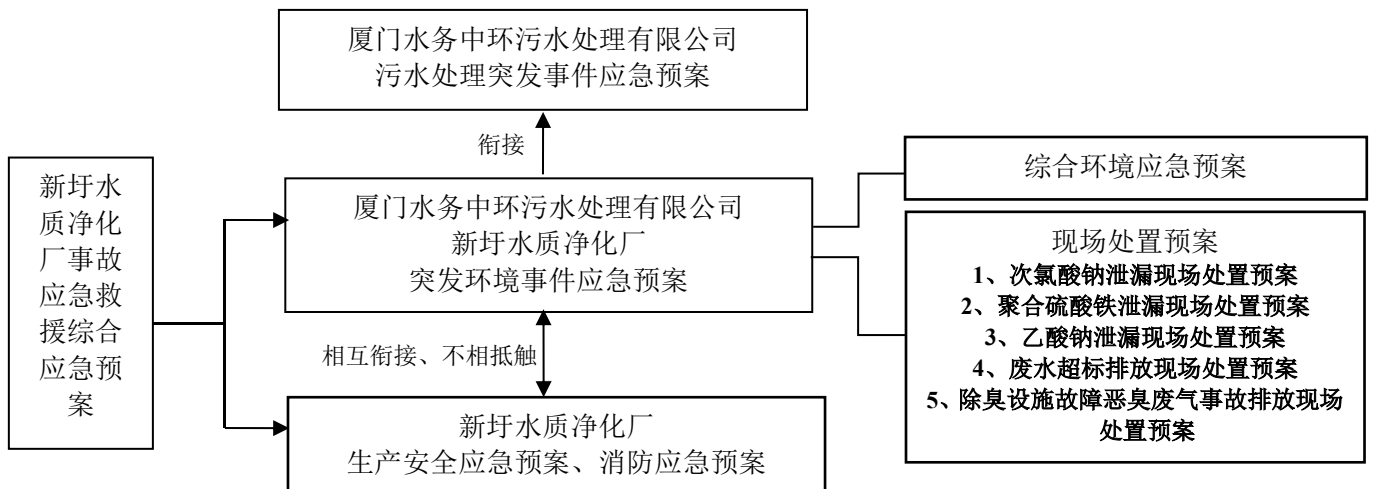 厦门水务中环污水处理有限公司
污水处理突发事件应急预案
衔接
新圩水
质净化
厂事故
应急救
援综合
应急预
案
厦门水务中环污水处理有限公司
新圩水质净化厂
突发环境事件应急预案
相互衔接、不相抵触
新圩水质净化厂
生产安全应急预案、消防应急预案
综合环境应急预案
现场处置预案
1、次氯酸钠泄漏现场处置预案
2、聚合硫酸铁泄漏现场处置预案
3、乙酸钠泄漏现场处置预案
4、废水超标排放现场处置预案
5、除臭设施故障恶臭废气事故排放现场
处置预案